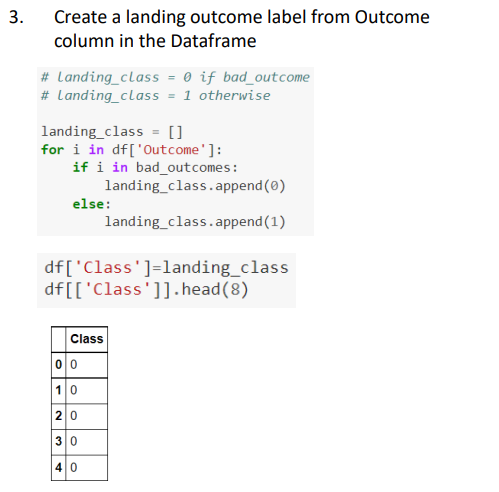 3. Create a landing outcome label from Outcome
column in the Dataframe
# landing_class = 0 if bad_outcome
# landing_class = 1 otherwise
landing_class = []
for i in df['Outcome']:
    if i in bad_outcomes:
        landing_class.append(0)
    else:
        landing_class.append(1)
df['Class']=landing_class
df[['Class']].head(8)
Class
0 0
1 0
2 0
3 0
4 0